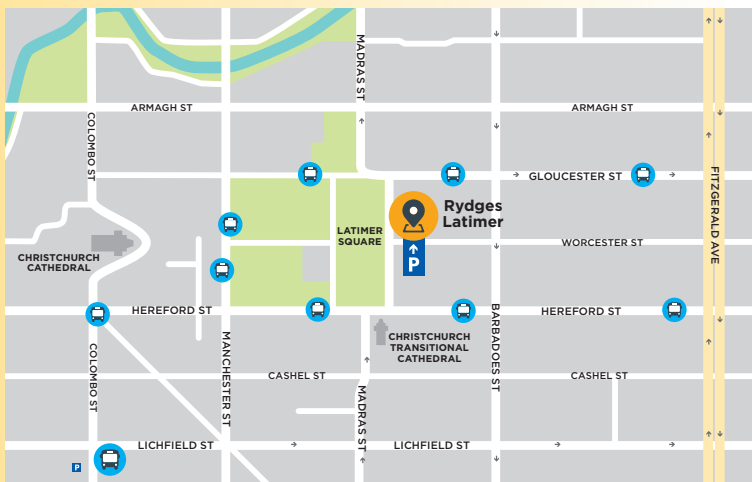 MADRAS ST
ARMAGH ST
ARMAGH ST
COLOMBO ST
GLOUCESTER ST
FITZGERALD AVE
Rydges
Latimer
LATIMER
SQUARE
WORCESTER ST
CHRISTCHURCH
CATHEDRAL
P
HEREFORD ST
HEREFORD ST
BARBADOES ST
MANCHESTER ST
CHRISTCHURCH
TRANSITIONAL
CATHEDRAL
COLOMBO ST
CASHEL ST
CASHEL ST
MADRAS ST
LICHFIELD ST
LICHFIELD ST
P